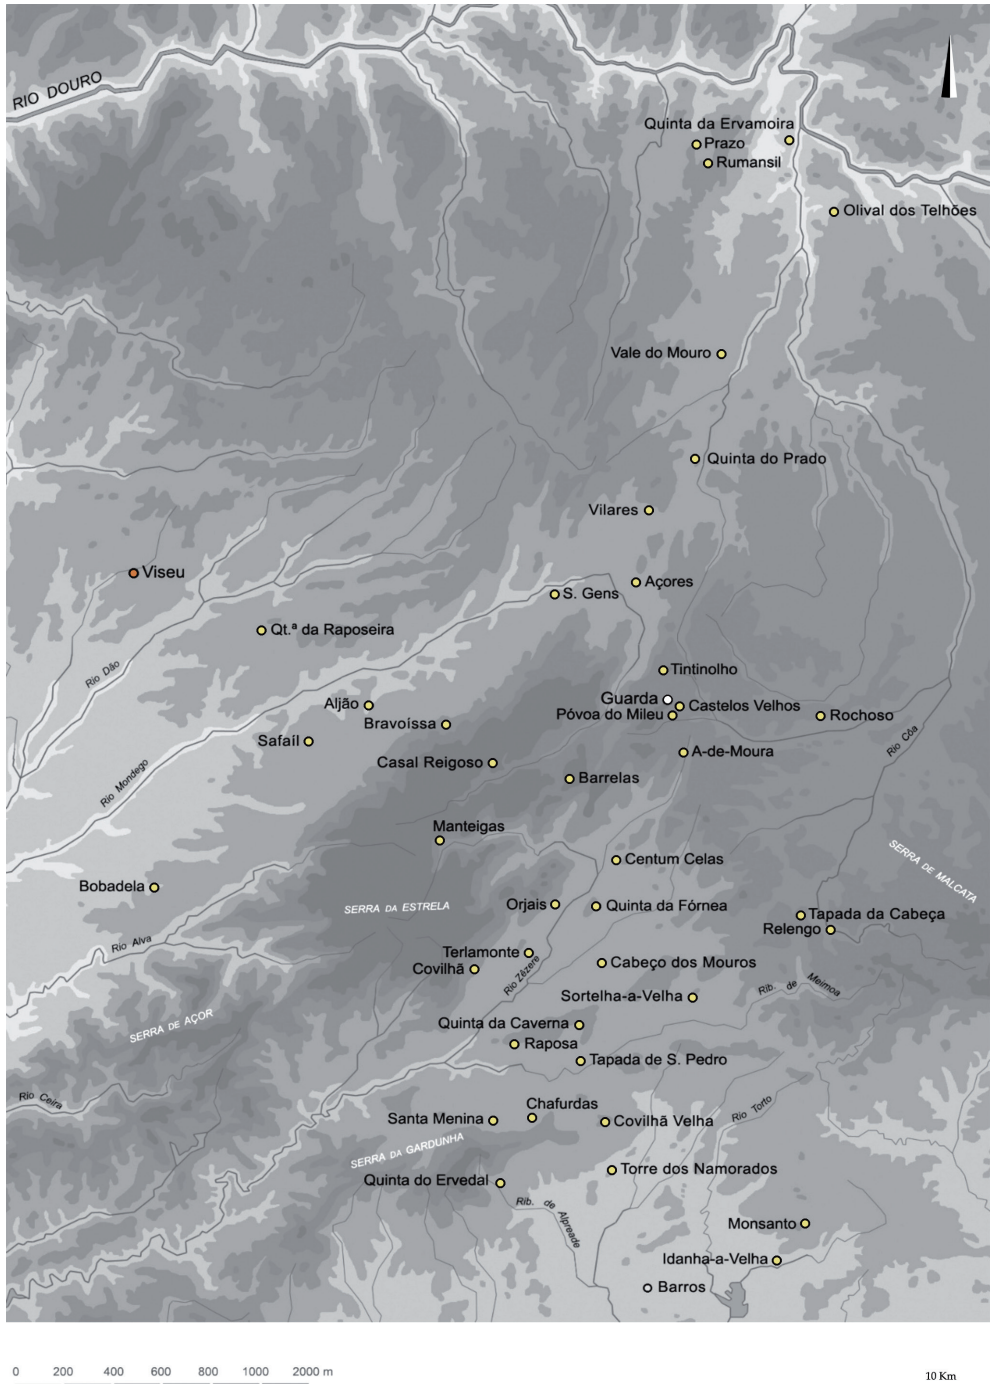 RIO DOURO
Quinta da Ervamoira
Prazo
Rumansil
Olival dos Telhões
Vale do Mouro
Quinta do Prado
Vilares
Viseu
Açores
S. Gens
Qt.ª da Raposeira
Rio Dão
Tintinolho
Guarda
Castelos Velhos
Aljão
Póvoa do Mileu
Rochoso
Bravoíssa
Safaíl
Rio Côa
A-de-Moura
Casal Reigoso
Barrelas
Rio Mondego
Manteigas
Centum Celas
SERRA DE MALCATA
Bobadela
SERRA DA ESTRELA
Orjais
Quinta da Fórnea
Tapada da Cabeça
Relengo
Rio Alva
Terlamonte
Covilhã
Rio Zêzere
Cabeço dos Mouros
Rib. de Meimoa
Sortelha-a-Velha
SERRA DE AÇOR
Quinta da Caverna
Raposa
Tapada de S. Pedro
Rio Ceira
Chafurdas
Rio Torto
Santa Menina
Covilhã Velha
SERRA DA GARDUNHA
Torre dos Namorados
Quinta do Ervedal
Rib. de Alpreade
Monsanto
Idanha-a-Velha
Barros
0 200 400 600 800 1000 2000 m
10 Km